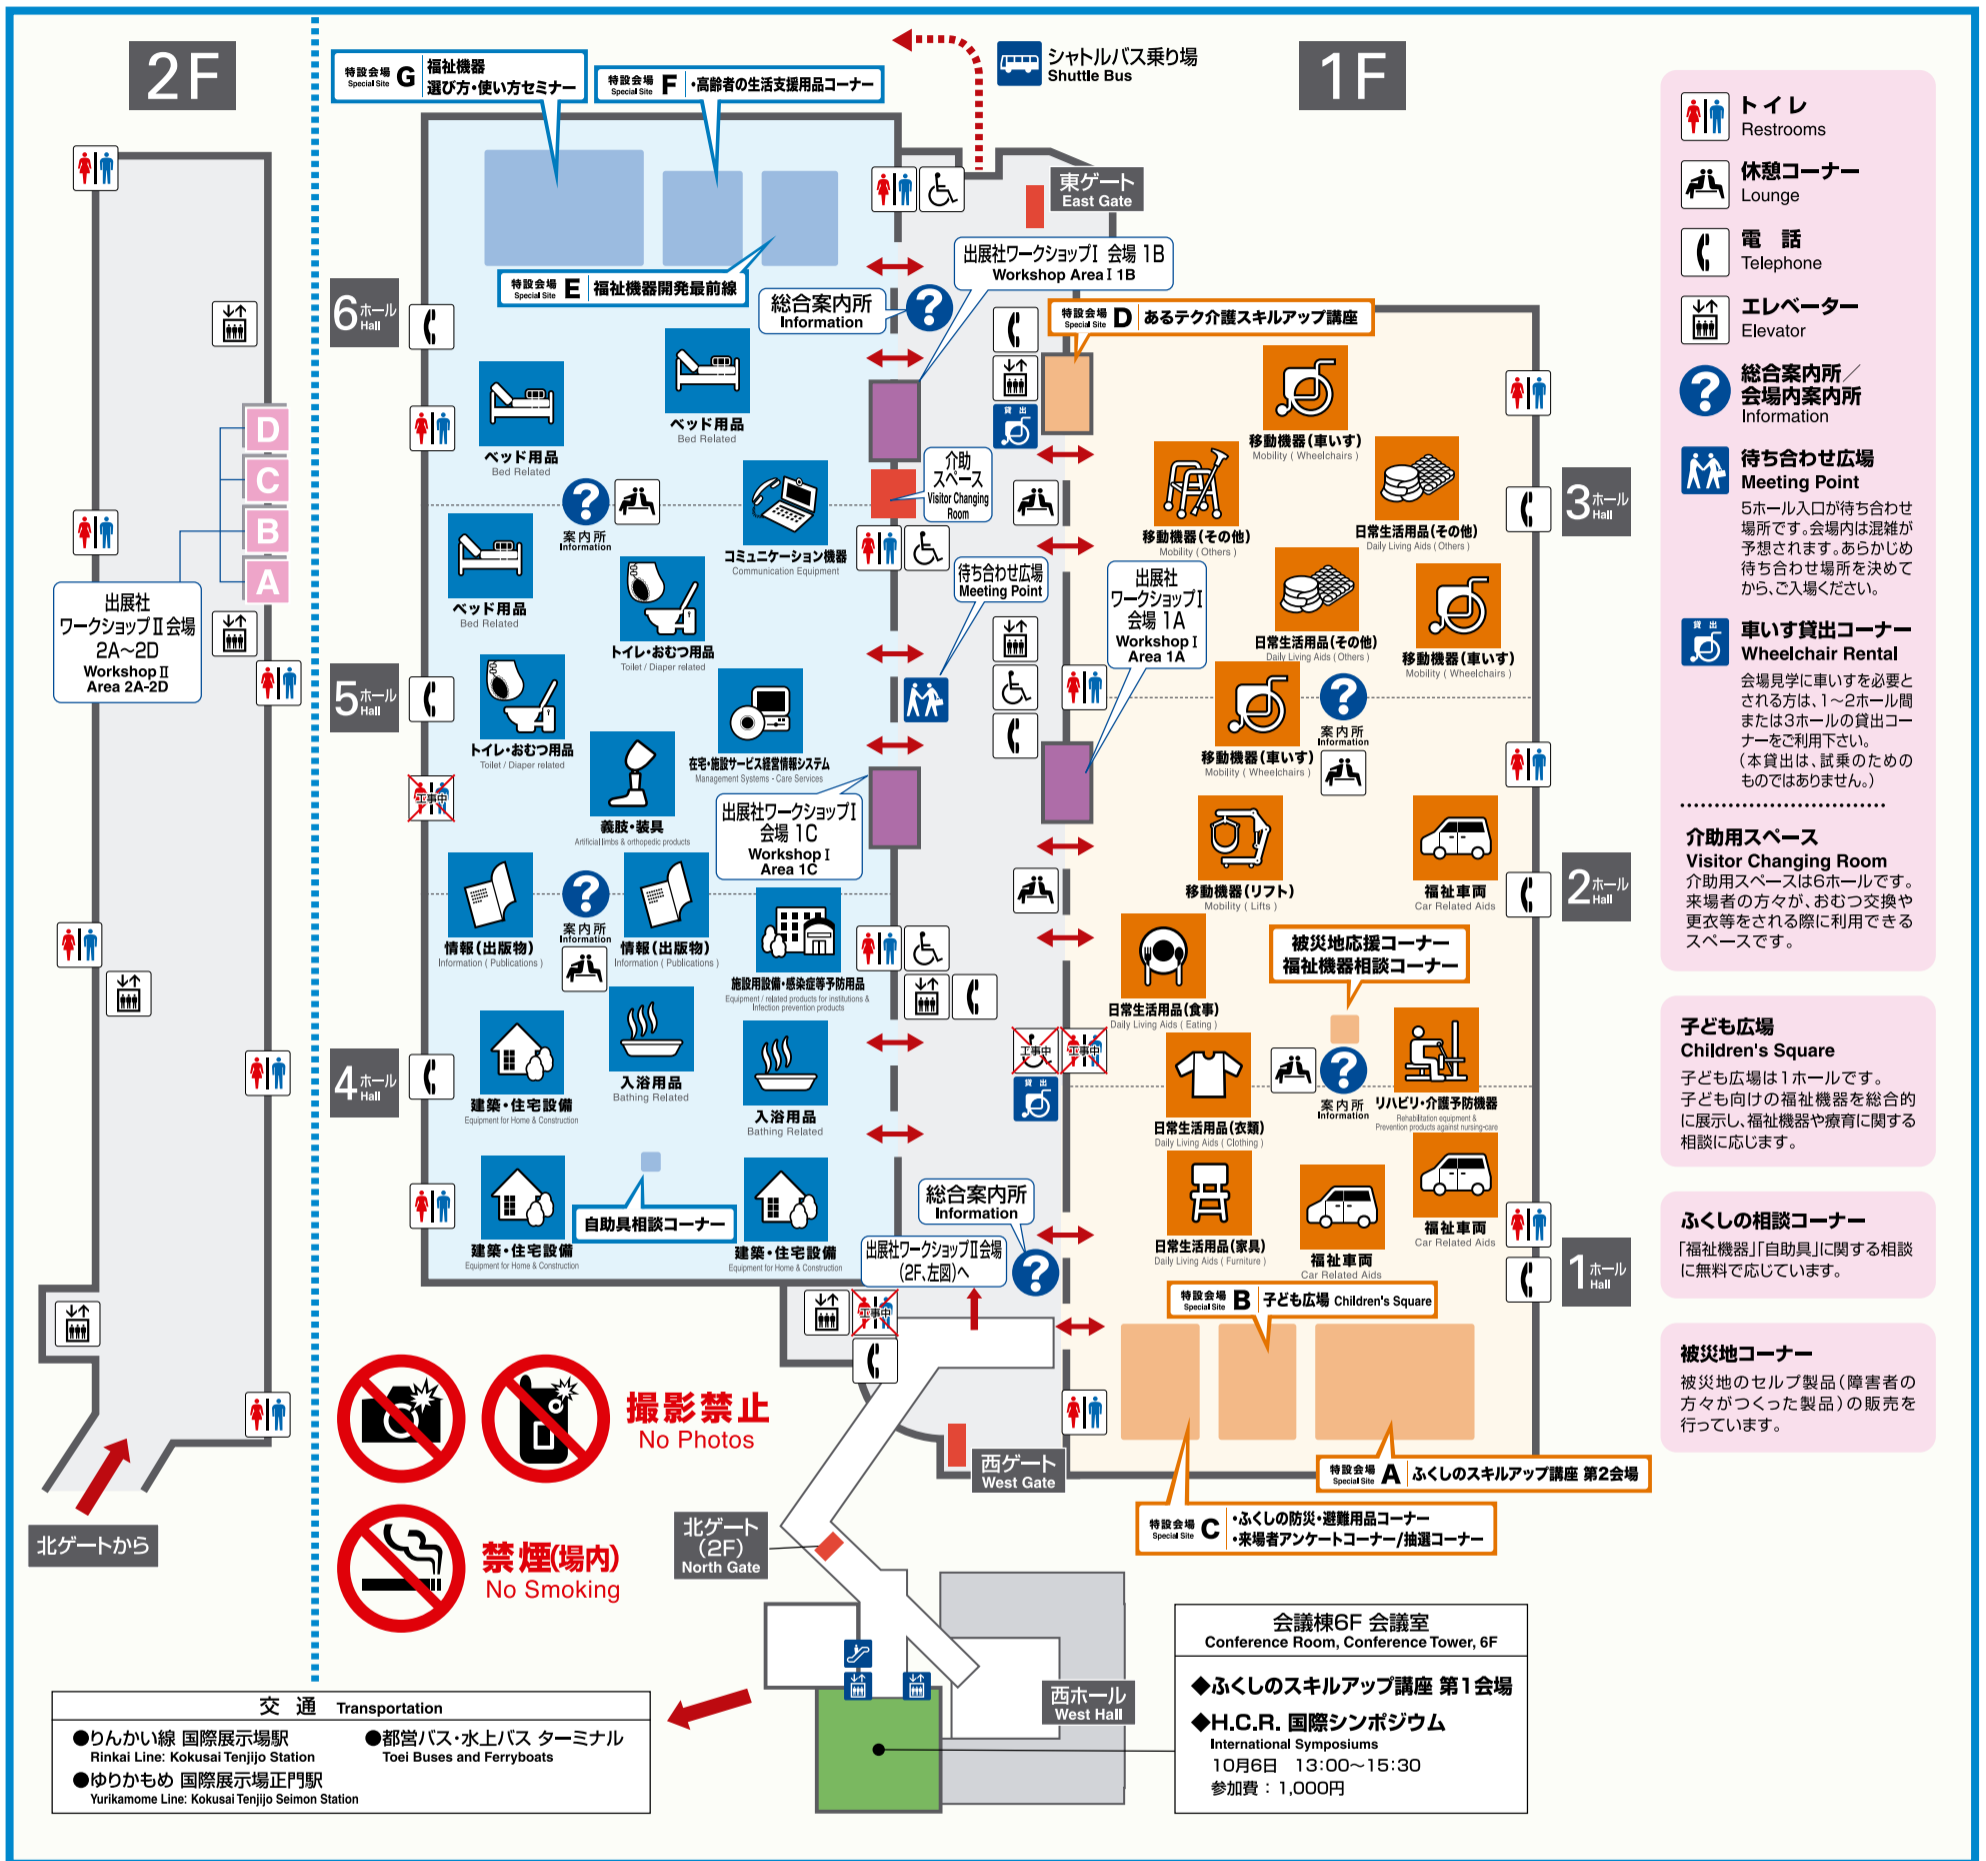 2F
特設会場 Special Site G 福祉機器
選び方・使い方セミナー
特設会場 Special Site F ・高齢者の生活支援用品コーナー
シャトルバス乗り場
Shuttle Bus
1F
東ゲート
East Gate
出展社ワークショップⅠ 会場 1B
Workshop Area Ⅰ 1B
特設会場 Special Site E 福祉機器開発最前線
総合案内所
Information
特設会場 Special Site D あるテク介護スキルアップ講座
6ホール
Hall
ベッド用品
Bed Related
ベッド用品
Bed Related
貸出
介助
スペース
Visitor Changing
Room
案内所
Information
コミュニケーション機器
Communication Equipment
ベッド用品
Bed Related
トイレ・おむつ用品
Toilet / Diaper related
待ち合わせ広場
Meeting Point
出展社
ワークショップⅠ
会場 1A
Workshop Ⅰ
Area 1A
5ホール
Hall
トイレ・おむつ用品
Toilet / Diaper related
在宅・施設サービス経営情報システム
Management Systems - Care Services
工事中
義肢・装具
Artificial limbs & orthopedic products
出展社ワークショップⅠ
会場 1C
Workshop Ⅰ
Area 1C
情報(出版物)
Information ( Publications )
案内所
Information
情報(出版物)
Information ( Publications )
施設用設備・感染症等予防用品
Equipment / related products for institutions &
Infection prevention products
4ホール
Hall
建築・住宅設備
Equipment for Home & Construction
入浴用品
Bathing Related
入浴用品
Bathing Related
工事中
工事中
貸出
建築・住宅設備
Equipment for Home & Construction
自助具相談コーナー
建築・住宅設備
Equipment for Home & Construction
総合案内所
Information
出展社ワークショップⅡ会場
(2F、左図)へ
工事中
D
C
B
A
出展社
ワークショップⅡ会場
2A〜2D
Workshop Ⅱ
Area 2A-2D
北ゲートから
移動機器(車いす)
Mobility ( Wheelchairs )
移動機器(その他)
Mobility ( Others )
日常生活用品(その他)
Daily Living Aids ( Others )
3ホール
Hall
日常生活用品(その他)
Daily Living Aids ( Others )
移動機器(車いす)
Mobility ( Wheelchairs )
移動機器(車いす)
Mobility ( Wheelchairs )
案内所
Information
移動機器(リフト)
Mobility ( Lifts )
福祉車両
Car Related Aids
2ホール
Hall
日常生活用品(食事)
Daily Living Aids ( Eating )
被災地応援コーナー
福祉機器相談コーナー
日常生活用品(衣類)
Daily Living Aids ( Clothing )
案内所
Information
リハビリ・介護予防機器
Rehabilitation equipment &
Prevention products against nursing-care
日常生活用品(家具)
Daily Living Aids ( Furniture )
福祉車両
Car Related Aids
福祉車両
Car Related Aids
1ホール
Hall
特設会場 Special Site B 子ども広場 Children's Square
特設会場 Special Site A ふくしのスキルアップ講座 第2会場
特設会場 Special Site C ・ふくしの防災・避難用品コーナー
・来場者アンケートコーナー/抽選コーナー
西ゲート
West Gate
撮影禁止
No Photos
禁煙(場内)
No Smoking
北ゲート
(2F)
North Gate
西ホール
West Hall
会議棟6F 会議室
Conference Room, Conference Tower, 6F
◆ふくしのスキルアップ講座 第1会場
◆H.C.R. 国際シンポジウム
International Symposiums
10月6日 13:00〜15:30
参加費：1,000円
交通 Transportation
●りんかい線 国際展示場駅
Rinkai Line: Kokusai Tenjijo Station
●ゆりかもめ 国際展示場正門駅
Yurikamome Line: Kokusai Tenjijo Seimon Station
●都営バス・水上バス ターミナル
Toei Buses and Ferryboats
トイレ
Restrooms
休憩コーナー
Lounge
電話
Telephone
エレベーター
Elevator
総合案内所／
会場内案内所
Information
待ち合わせ広場
Meeting Point
5ホール入口が待ち合わせ
場所です。会場内は混雑が
予想されます。あらかじめ
待ち合わせ場所を決めて
から、ご入場ください。
貸出
車いす貸出コーナー
Wheelchair Rental
会場見学に車いすを必要と
される方は、1〜2ホール間
または3ホールの貸出コー
ナーをご利用下さい。
(本貸出は、試乗のための
ものではありません。)
介助用スペース
Visitor Changing Room
介助用スペースは6ホールです。
来場者の方々が、おむつ交換や
更衣等をされる際に利用できる
スペースです。
子ども広場
Children's Square
子ども広場は1ホールです。
子ども向けの福祉機器を総合的
に展示し、福祉機器や療育に関する
相談に応じます。
ふくしの相談コーナー
「福祉機器」「自助具」に関する相談
に無料で応じています。
被災地コーナー
被災地のセルプ製品(障害者の
方々がつくった製品)の販売を
行っています。